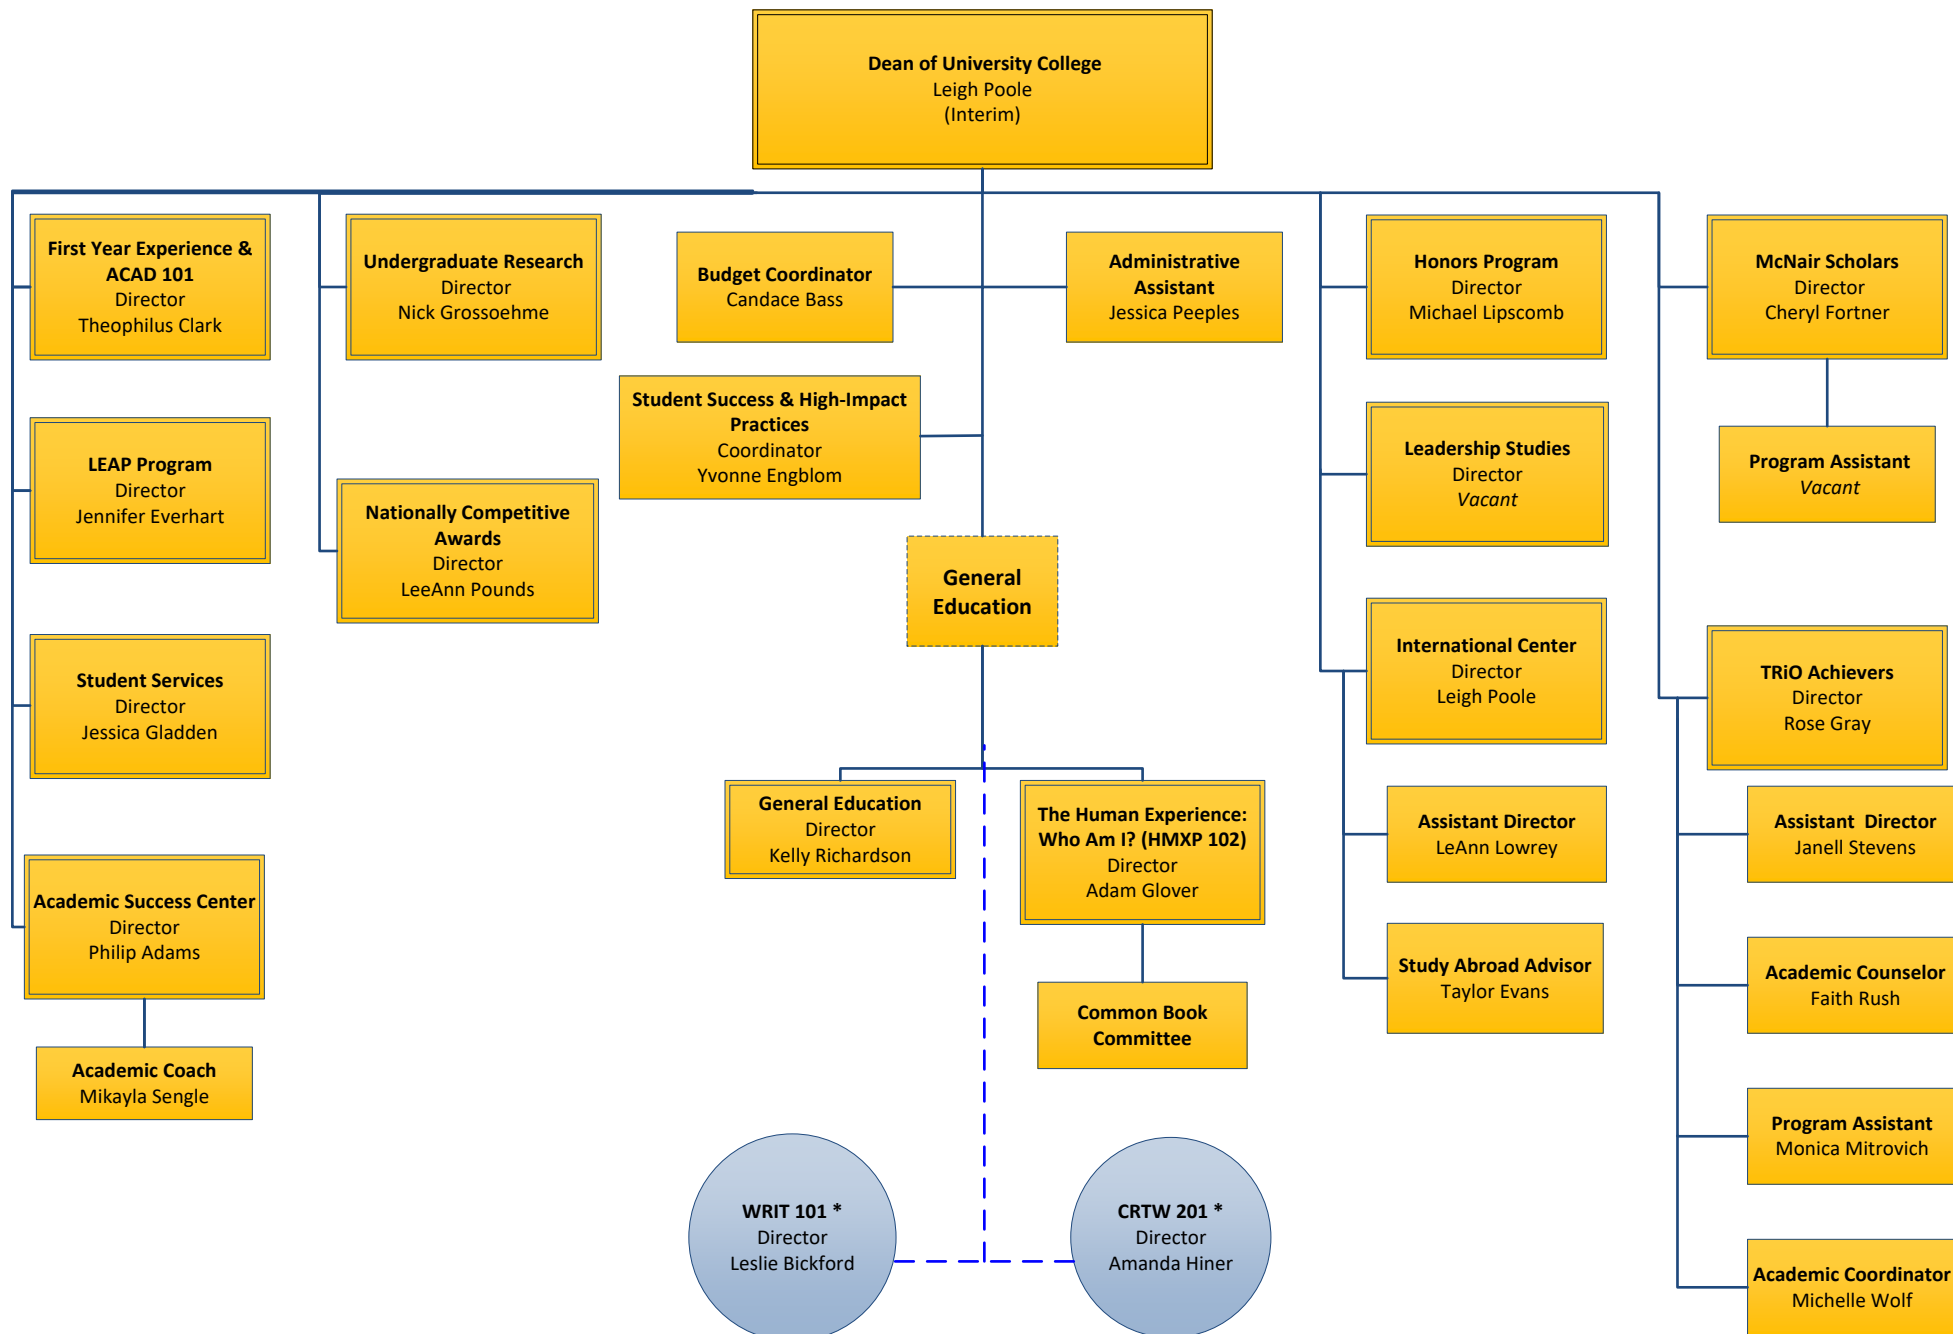 Dean of University College
Leigh Poole
(Interim)
First Year Experience &
ACAD 101
Director
Theophilus Clark
Undergraduate Research
Director
Nick Grossoehme
Budget Coordinator
Candace Bass
Administrative
Assistant
Jessica Peeples
Honors Program
Director
Michael Lipscomb
McNair Scholars
Director
Cheryl Fortner
Student Success & High-Impact
Practices
Coordinator
Yvonne Engblom
LEAP Program
Director
Jennifer Everhart
Nationally Competitive
Awards
Director
LeeAnn Pounds
Leadership Studies
Director
Vacant
Program Assistant
Vacant
General
Education
Student Services
Director
Jessica Gladden
International Center
Director
Leigh Poole
TRiO Achievers
Director
Rose Gray
General Education
Director
Kelly Richardson
The Human Experience:
Who Am I? (HMXP 102)
Director
Adam Glover
Assistant Director
LeAnn Lowrey
Assistant  Director
Janell Stevens
Academic Success Center
Director
Philip Adams
Study Abroad Advisor
Taylor Evans
Academic Counselor
Faith Rush
Common Book
Committee
Academic Coach
Mikayla Sengle
Program Assistant
Monica Mitrovich
WRIT 101 *
Director
Leslie Bickford
CRTW 201 *
Director
Amanda Hiner
Academic Coordinator
Michelle Wolf